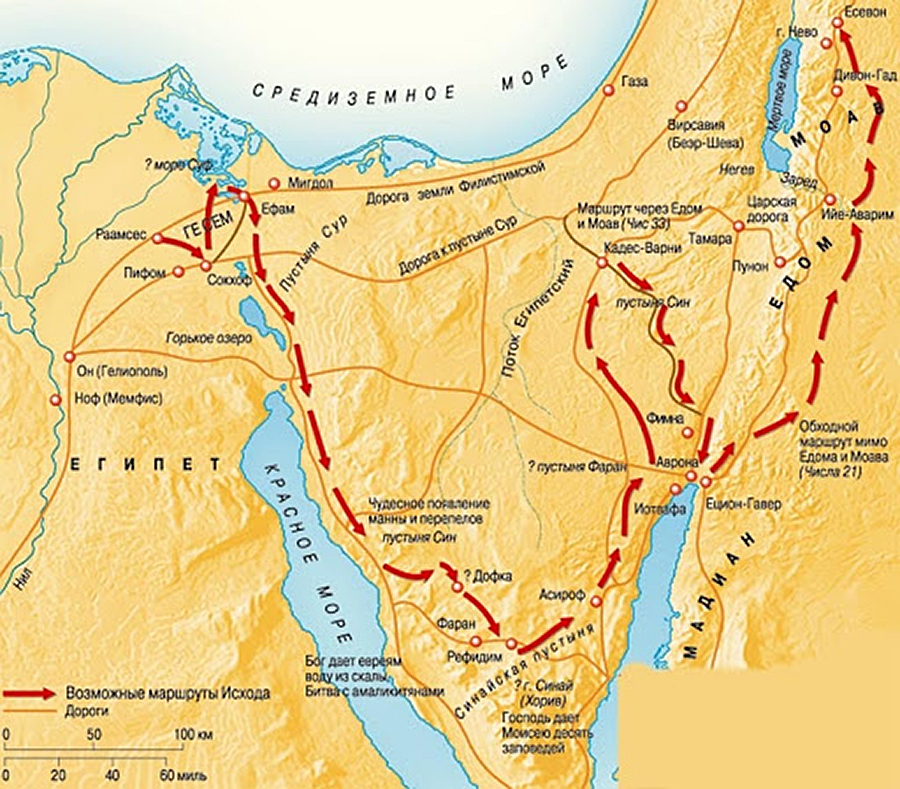 Есевон
г. Нево
Мертвое море
Дивон-Гад
МОАВ
Газа
СРЕДИЗЕМНОЕ МОРЕ
Вирсавия
(Беэр-Шева)
Негев
Заред
? море Суф
Мигдол
Дорога земли Филистимской
Ефам
ГЕСЕМ
Раамсес
Пифом
Сокхоф
Пустыня Сур
Дорога к пустыне Сур
Маршрут через Едом
и Моав (Чис 33)
Царская
дорога
Ийе-Аварим
Тамара
Кадес-Варни
Пунон
ЕДОМ
пустыня Син
Поток Египетский
Горькое озеро
Он (Гелиополь)
Ноф (Мемфис)
Фимна
Обходной
маршрут мимо
Едома и Моава
(Числа 21)
ЕГИПЕТ
? пустыня Фаран
Аврона
Иотвафа
Ецион-Гавер
КРАСНОЕ МОРЕ
Чудесное появление
манны и перепелов
пустыня Син
Нил
? Дофка
Асироф
МАДИАН
Фаран
Рефидим
Синайская пустыня
Бог дает евреям
воду из скалы.
Битва с амаликитянами
? г. Синай
(Хорив)
Господь дает
Моисею десять
заповедей
Возможные маршруты Исхода
Дороги
0 50 100 км
0 20 40 60 миль